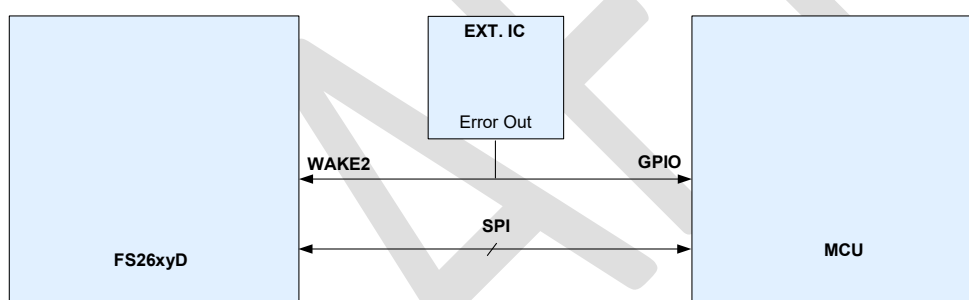 EXT. IC
Error Out
WAKE2
GPIO
SPI
FS26xyD
MCU